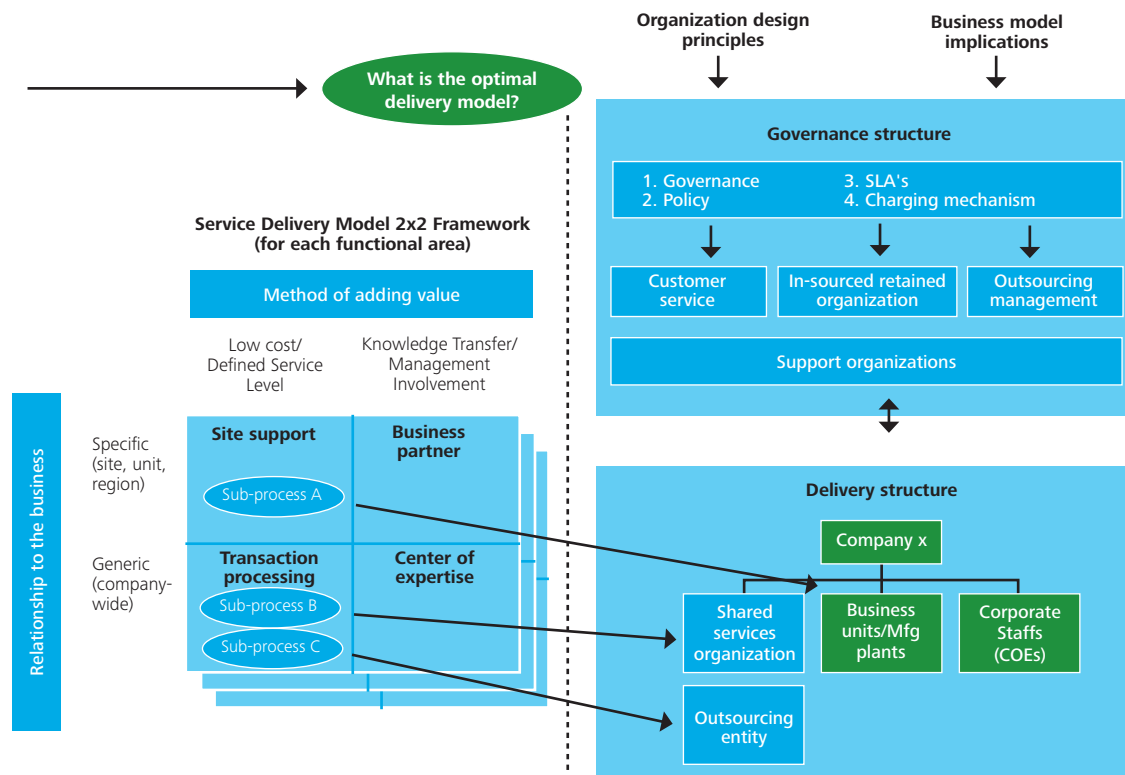 Organization design
principles
Business model
implications
What is the optimal
delivery model?
Governance structure
1. Governance
2. Policy
3. SLA's
4. Charging mechanism
Customer
service
In-sourced retained
organization
Outsourcing
management
Support organizations
Service Delivery Model 2x2 Framework
(for each functional area)
Method of adding value
Low cost/
Defined Service
Level
Knowledge Transfer/
Management
Involvement
Relationship to the business
Specific
(site, unit,
region)
Site support
Business
partner
Sub-process A
Generic
(company-
wide)
Transaction
processing
Center of
expertise
Sub-process B
Sub-process C
Delivery structure
Company x
Shared
services
organization
Business
units/Mfg
plants
Corporate
Staffs
(COEs)
Outsourcing
entity